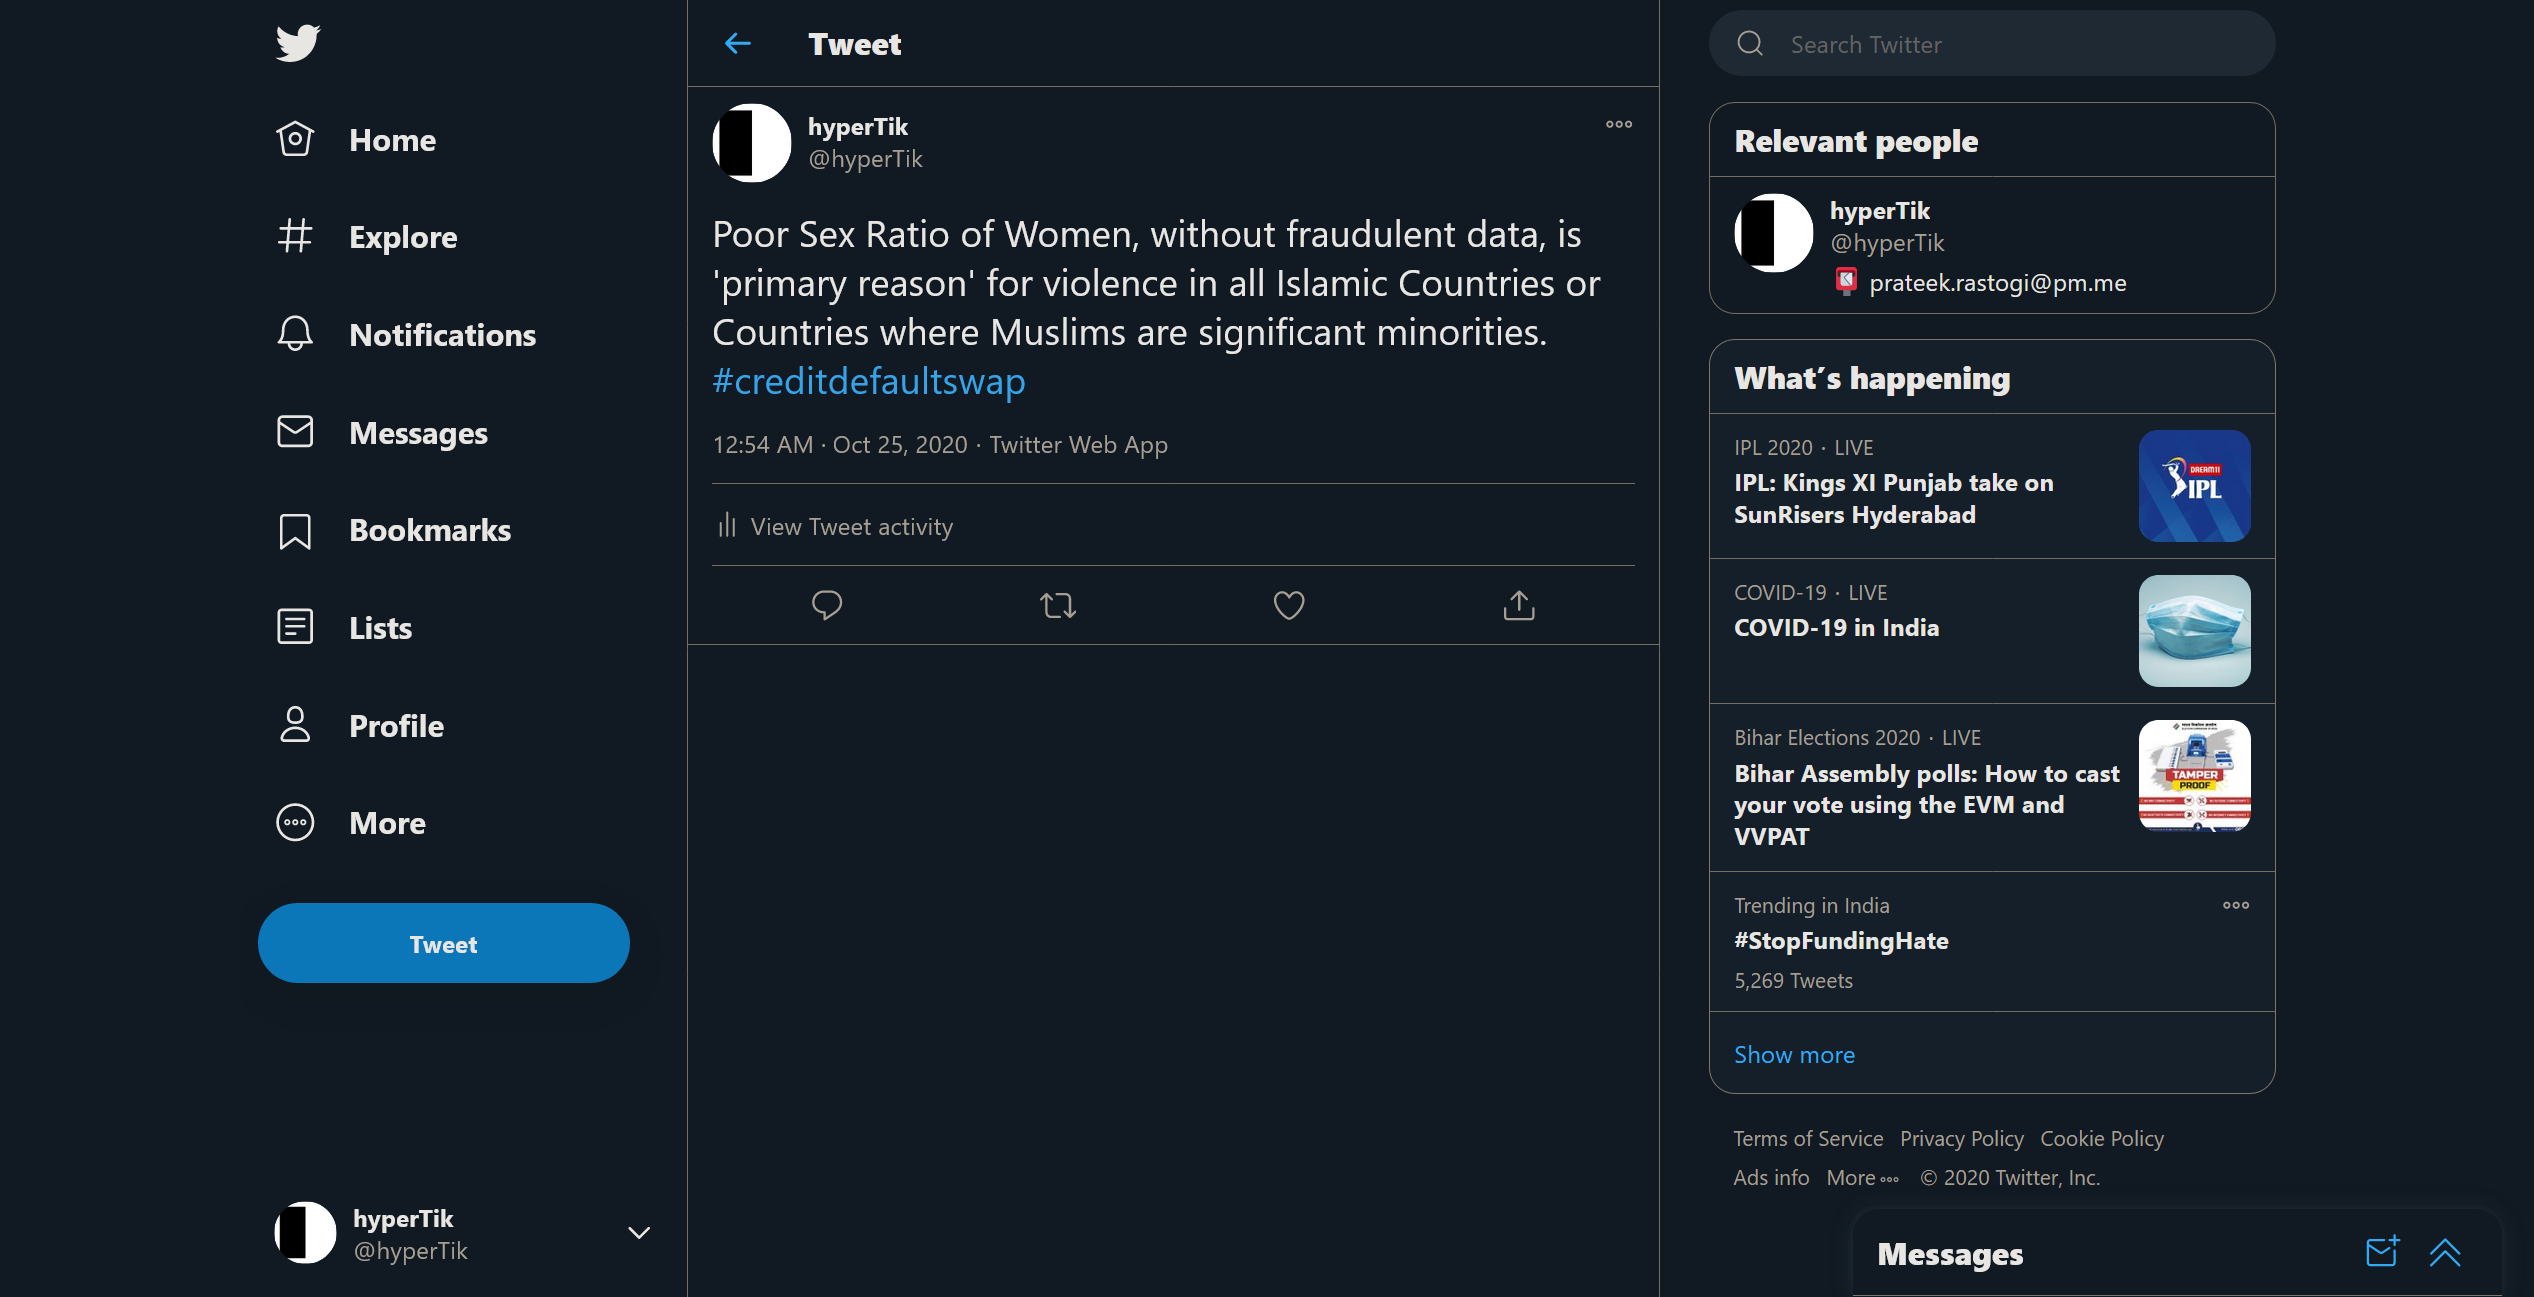 Home
Explore
Notifications
Messages
Bookmarks
Lists
Profile
More
Tweet
hyperTik
@hyperTik
Tweet
hyperTik
@hyperTik
Poor Sex Ratio of Women, without fraudulent data, is
'primary reason' for violence in all Islamic Countries or
Countries where Muslims are significant minorities.
#creditdefaultswap
12:54 AM · Oct 25, 2020 · Twitter Web App
View Tweet activity
Search Twitter
Relevant people
hyperTik
@hyperTik
prateek.rastogi@pm.me
What's happening
IPL 2020 · LIVE
IPL: Kings XI Punjab take on
SunRisers Hyderabad
DREAM11
IPL
COVID-19 · LIVE
COVID-19 in India
Bihar Elections 2020 · LIVE
Bihar Assembly polls: How to cast
your vote using the EVM and
VVPAT
TAMPER
PROOF
Trending in India
#StopFundingHate
5,269 Tweets
Show more
Terms of Service Privacy Policy Cookie Policy
Ads info More © 2020 Twitter, Inc.
Messages